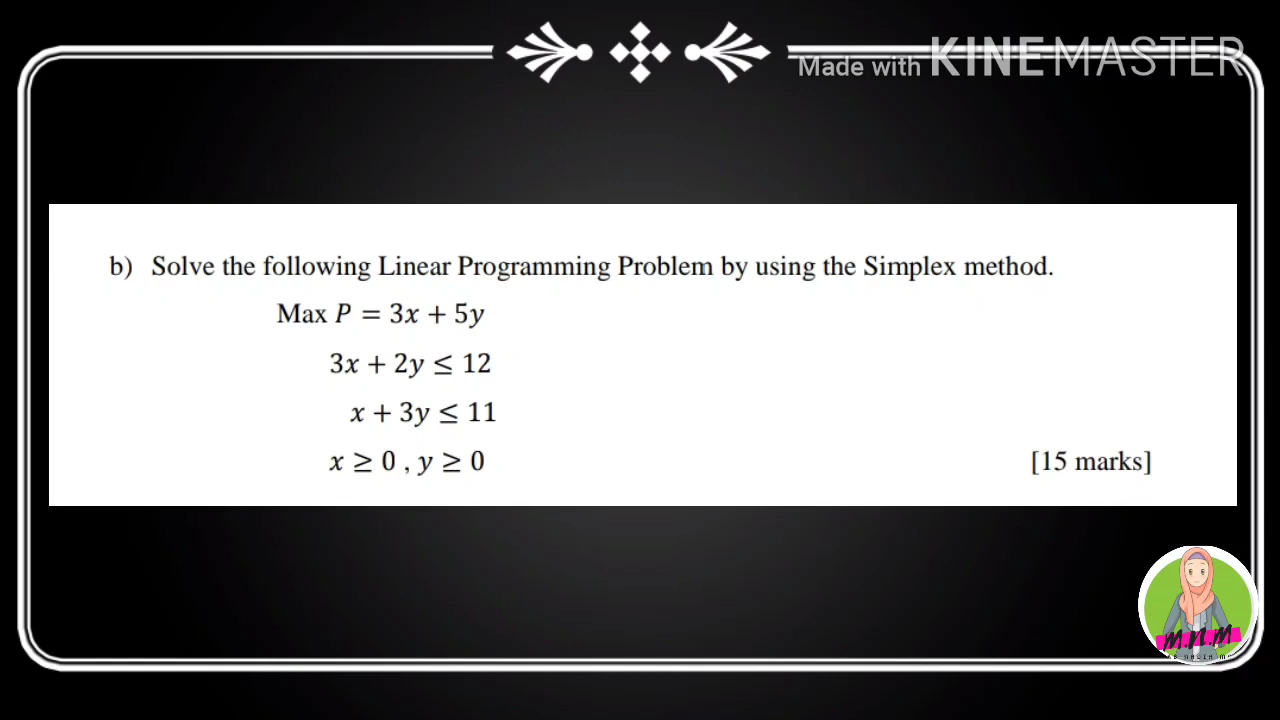 Made with KINEMASTER
b) Solve the following Linear Programming Problem by using the Simplex method.
Max P = 3x + 5y
3x + 2y ≤ 12
x + 3y ≤ 11
x ≥ 0 , y ≥ 0 [15 marks]
M.N.M